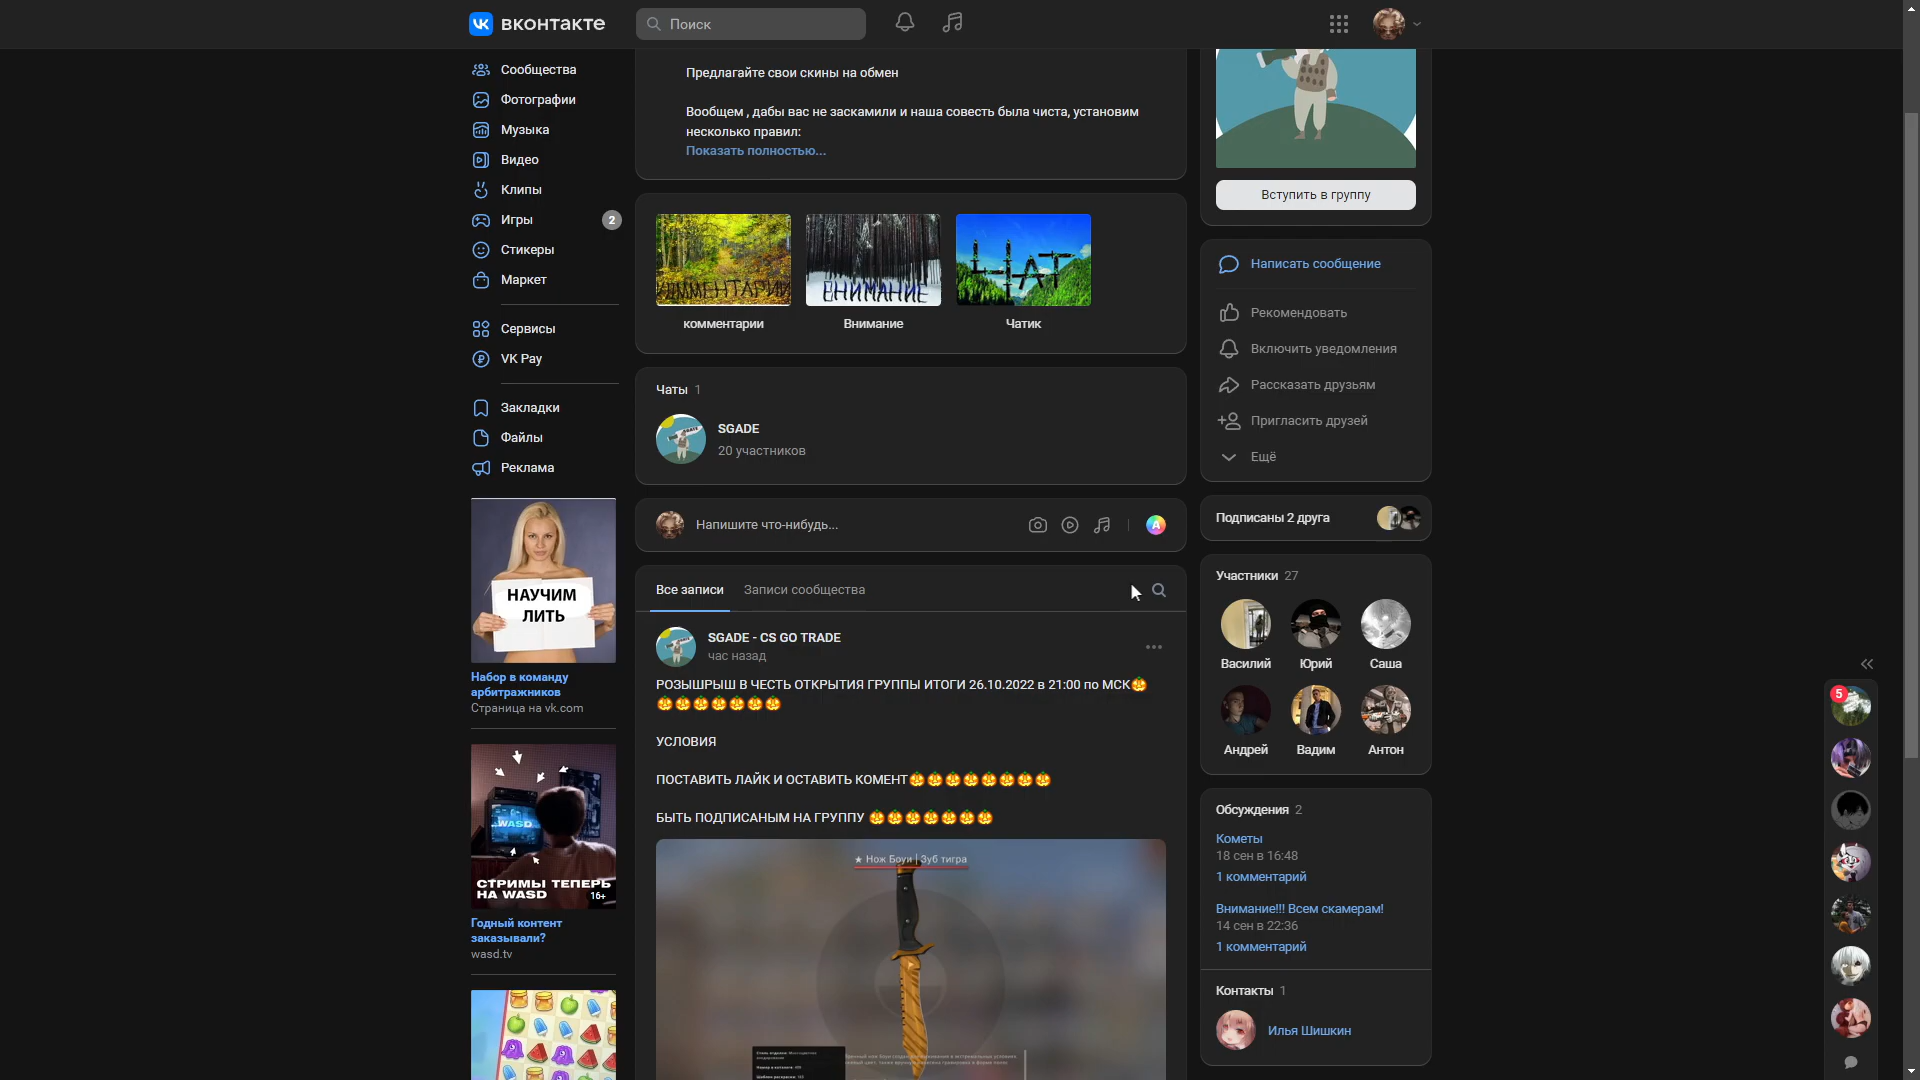 вконтакте
Поиск
Сообщества
Фотографии
Музыка
Видео
Клипы
Игры
2
Стикеры
Маркет
Сервисы
VK Pay
Закладки
Файлы
Реклама
НАУЧИМ
ЛИТЬ
Набор в команду
арбитражников
Страница на vk.com
WASD
СТРИМЫ ТЕПЕРЬ
НА WASD
16+
Годный контент
заказывали?
wasd.tv
Предлагайте свои скины на обмен
Вообщем , дабы вас не заскамили и наша совесть была чиста, установим
несколько правил:
Показать полностью...
КОММЕНТАРИИ
ВНИМАНИЕ
ЧАТ
комментарии
Внимание
Чатик
Чаты 1
SGADE
20 участников
Напишите что-нибудь...
Все записи
Записи сообщества
SGADE - CS GO TRADE
час назад
РОЗЫШРЫШ В ЧЕСТЬ ОТКРЫТИЯ ГРУППЫ ИТОГИ 26.10.2022 в 21:00 по МСК🎃
🎃🎃🎃🎃🎃🎃🎃
УСЛОВИЯ
ПОСТАВИТЬ ЛАЙК И ОСТАВИТЬ КОМЕНТ🎃🎃🎃🎃🎃🎃🎃🎃
БЫТЬ ПОДПИСАНЫМ НА ГРУППУ 🎃🎃🎃🎃🎃🎃🎃
★ Нож Боуи | Зуб тигра
Вступить в группу
Написать сообщение
Рекомендовать
Включить уведомления
Рассказать друзьям
Пригласить друзей
Ещё
Подписаны 2 друга
Участники 27
Василий
Юрий
Саша
Андрей
Вадим
Антон
Обсуждения 2
Кометы
18 сен в 16:48
1 комментарий
Внимание!!! Всем скамерам!
14 сен в 22:36
1 комментарий
Контакты 1
Илья Шишкин
5